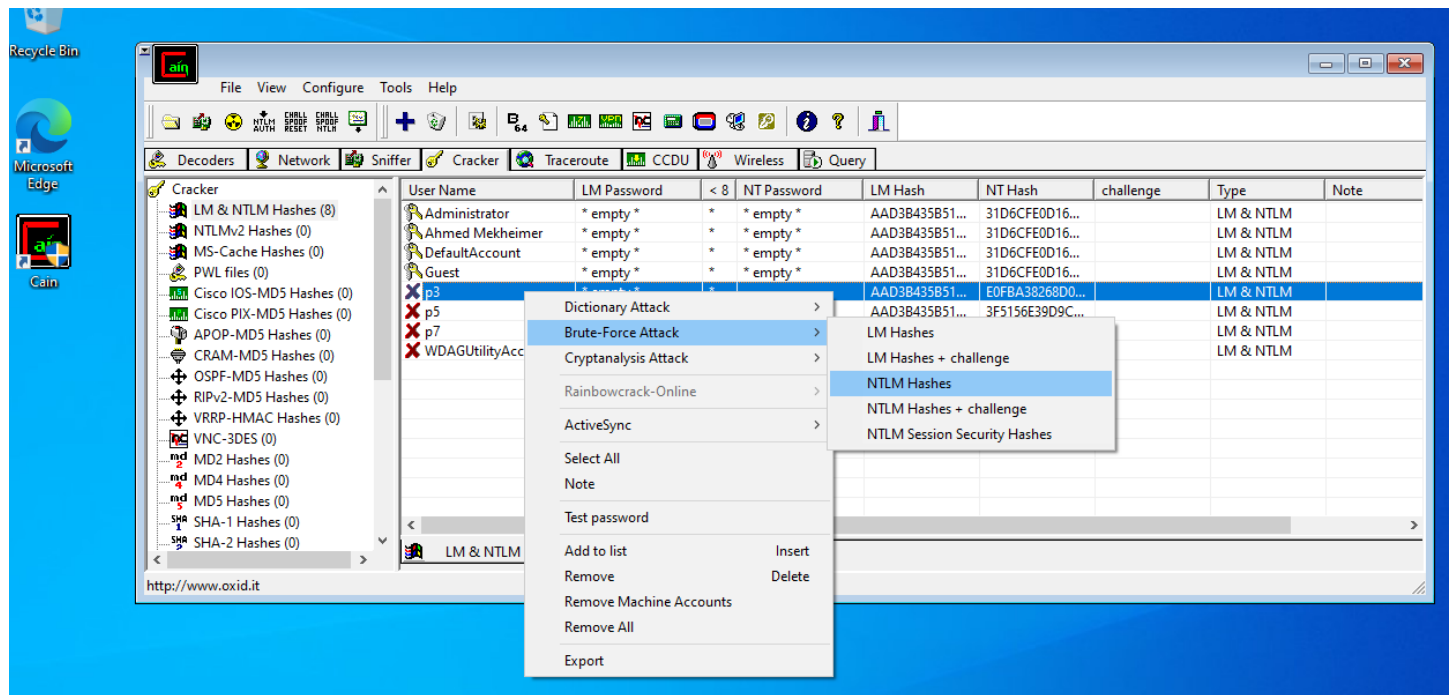 Recycle Bin
Microsoft
Edge
Cain
File View Configure Tools Help
Decoders Network Sniffer Cracker Traceroute CCDU Wireless Query
Cracker
LM & NTLM Hashes (8)
NTLMv2 Hashes (0)
MS-Cache Hashes (0)
PWL files (0)
Cisco IOS-MD5 Hashes (0)
Cisco PIX-MD5 Hashes (0)
APOP-MD5 Hashes (0)
CRAM-MD5 Hashes (0)
OSPF-MD5 Hashes (0)
RIPv2-MD5 Hashes (0)
VRRP-HMAC Hashes (0)
VNC-3DES (0)
MD2 Hashes (0)
MD4 Hashes (0)
MD5 Hashes (0)
SHA-1 Hashes (0)
SHA-2 Hashes (0)
User Name LM Password < 8 NT Password LM Hash NT Hash challenge Type Note
Administrator * empty * * * empty * AAD3B435B51... 31D6CFE0D16... LM & NTLM
Ahmed Mekheimer * empty * * * empty * AAD3B435B51... 31D6CFE0D16... LM & NTLM
DefaultAccount * empty * * * empty * AAD3B435B51... 31D6CFE0D16... LM & NTLM
Guest * empty * * * empty * AAD3B435B51... 31D6CFE0D16... LM & NTLM
p3 * AAD3B435B51... E0FBA38268D0... LM & NTLM
p5 AAD3B435B51... 3F5156E39D9C... LM & NTLM
p7 LM & NTLM
WDAGUtilityAcc LM & NTLM
LM & NTLM
http://www.oxid.it
Dictionary Attack
Brute-Force Attack
Cryptanalysis Attack
Rainbowcrack-Online
ActiveSync
Select All
Note
Test password
Add to list Insert
Remove Delete
Remove Machine Accounts
Remove All
Export
LM Hashes
LM Hashes + challenge
NTLM Hashes
NTLM Hashes + challenge
NTLM Session Security Hashes